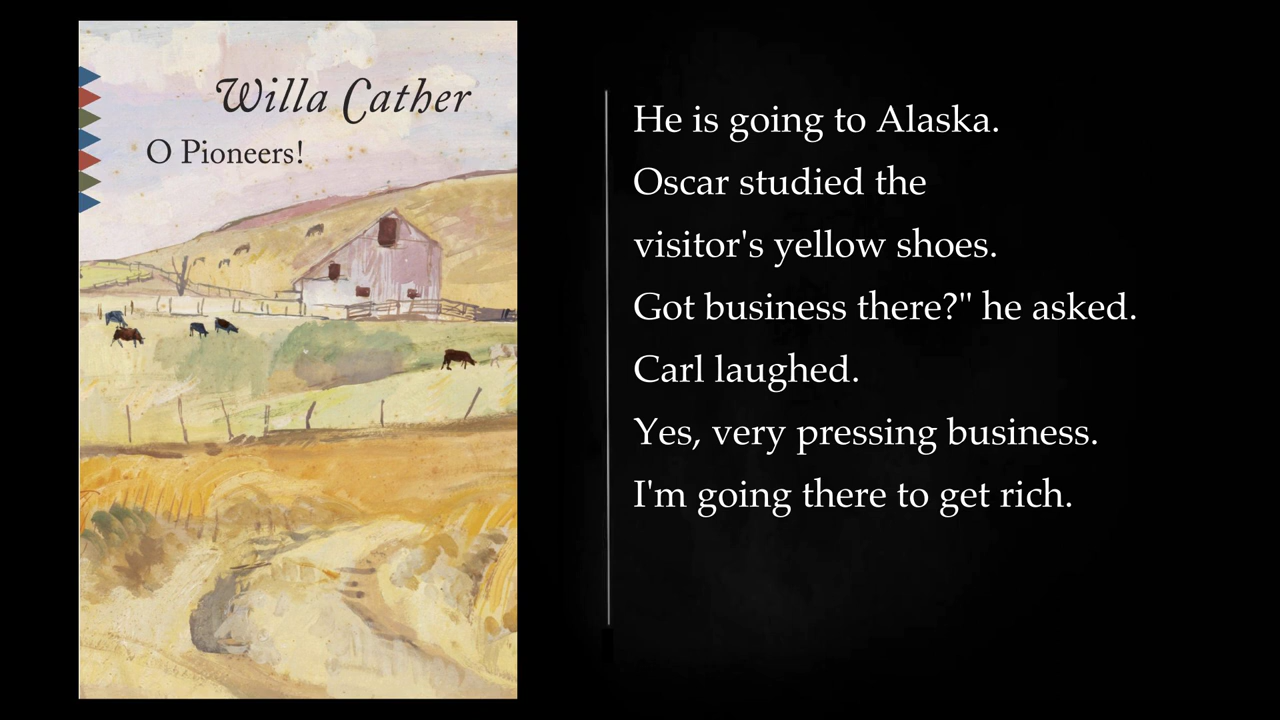 Willa Cather
O Pioneers!
He is going to Alaska.
Oscar studied the
visitor's yellow shoes.
Got business there?" he asked.
Carl laughed.
Yes, very pressing business.
I'm going there to get rich.